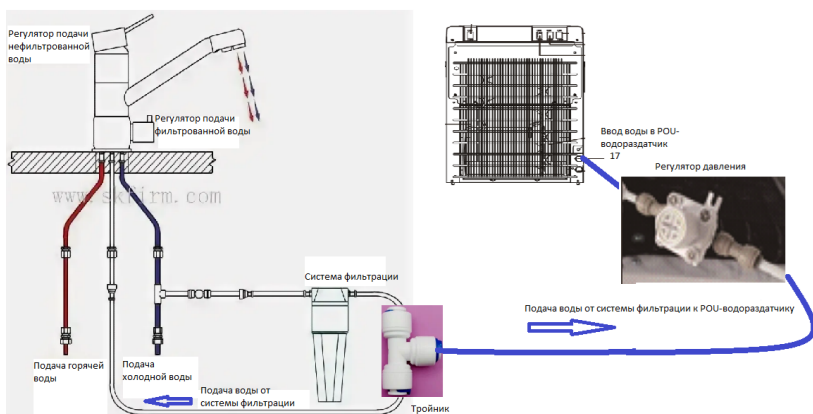 Регулятор подачи
нефильтрованной
воды
Регулятор подачи
фильтрованной воды
www.skfirm.com
Ввод воды в POU-
водораздатчик
17
Регулятор давления
Система фильтрации
Подача воды от системы фильтрации к POU-водораздатчику
Подача горячей
воды
Подача
холодной воды
Подача воды от
системы фильтрации
Тройник